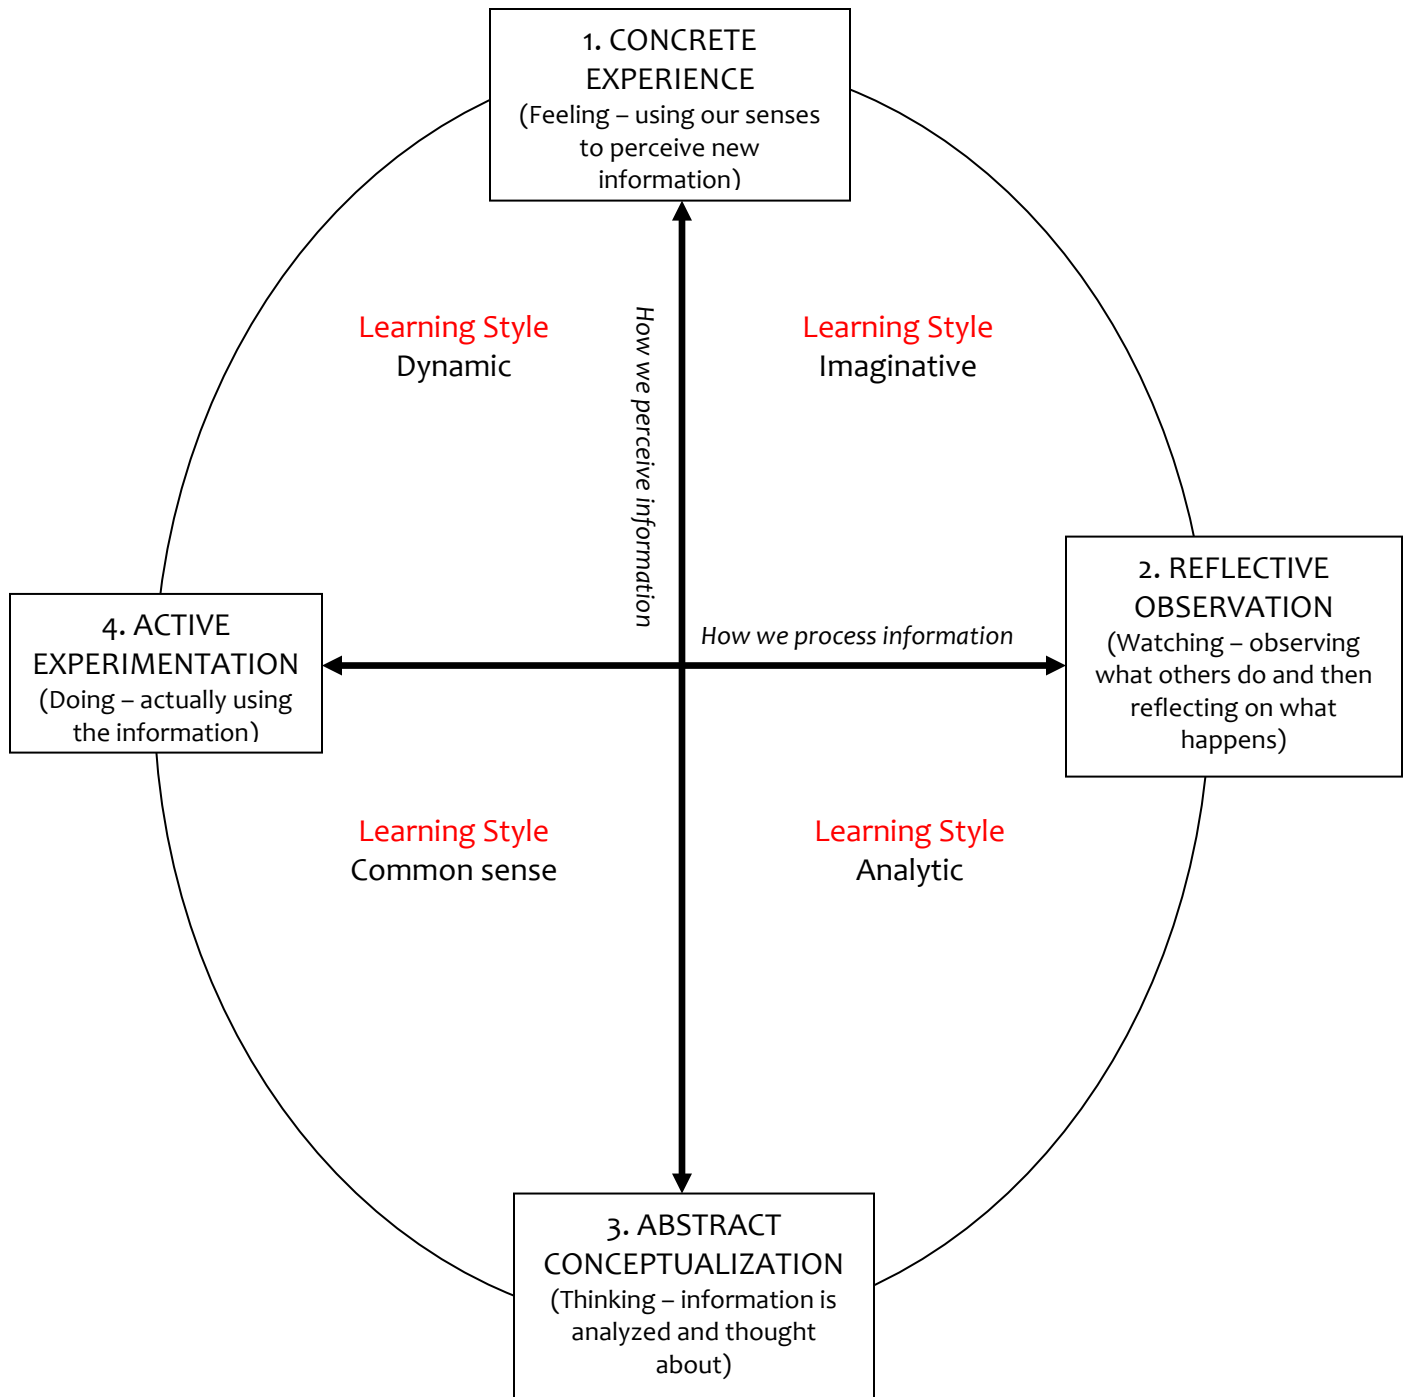 1. CONCRETE
EXPERIENCE
(Feeling – using our senses
to perceive new
information)
Learning Style
Dynamic
How we perceive information
Learning Style
Imaginative
2. REFLECTIVE
OBSERVATION
(Watching – observing
what others do and then
reflecting on what
happens)
4. ACTIVE
EXPERIMENTATION
(Doing – actually using
the information)
How we process information
Learning Style
Common sense
Learning Style
Analytic
3. ABSTRACT
CONCEPTUALIZATION
(Thinking – information is
analyzed and thought
about)